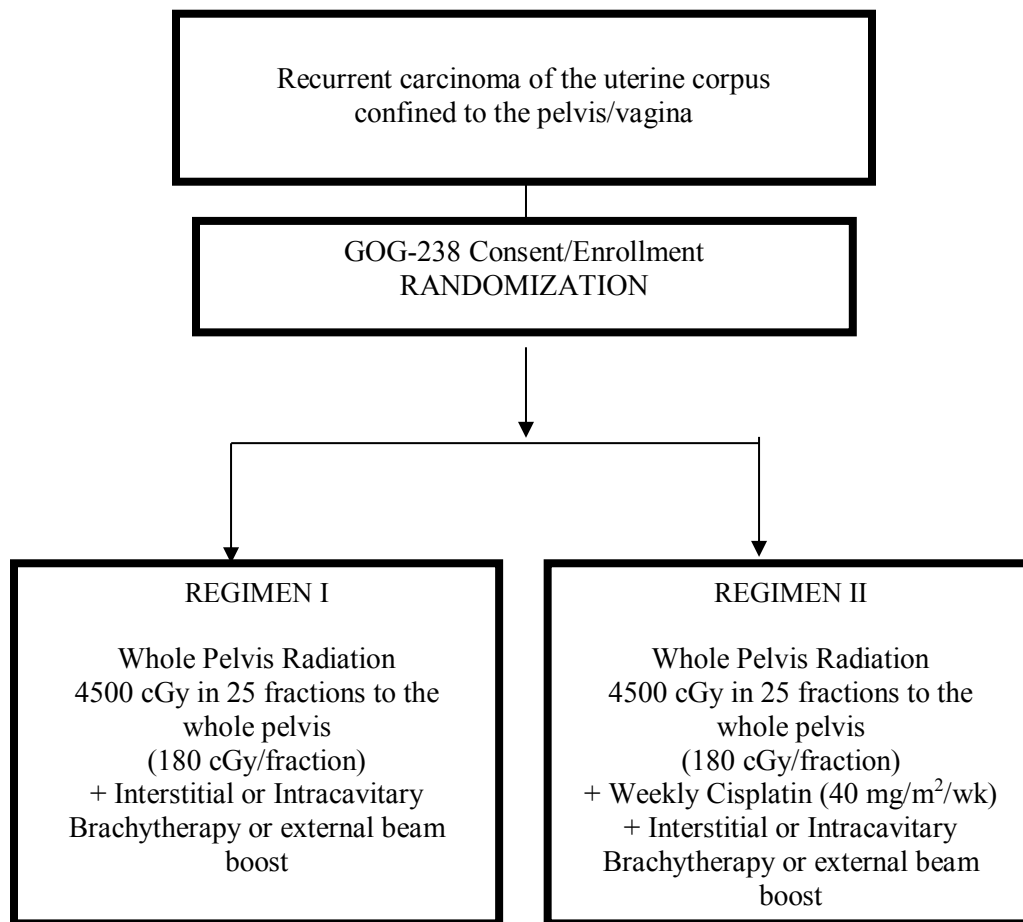 Recurrent carcinoma of the uterine corpus
confined to the pelvis/vagina
GOG-238 Consent/Enrollment
RANDOMIZATION
REGIMEN I
Whole Pelvis Radiation
4500 cGy in 25 fractions to the
whole pelvis
(180 cGy/fraction)
+ Interstitial or Intracavitary
Brachytherapy or external beam
boost
REGIMEN II
Whole Pelvis Radiation
4500 cGy in 25 fractions to the
whole pelvis
(180 cGy/fraction)
+ Weekly Cisplatin (40 mg/m²/wk)
+ Interstitial or Intracavitary
Brachytherapy or external beam
boost